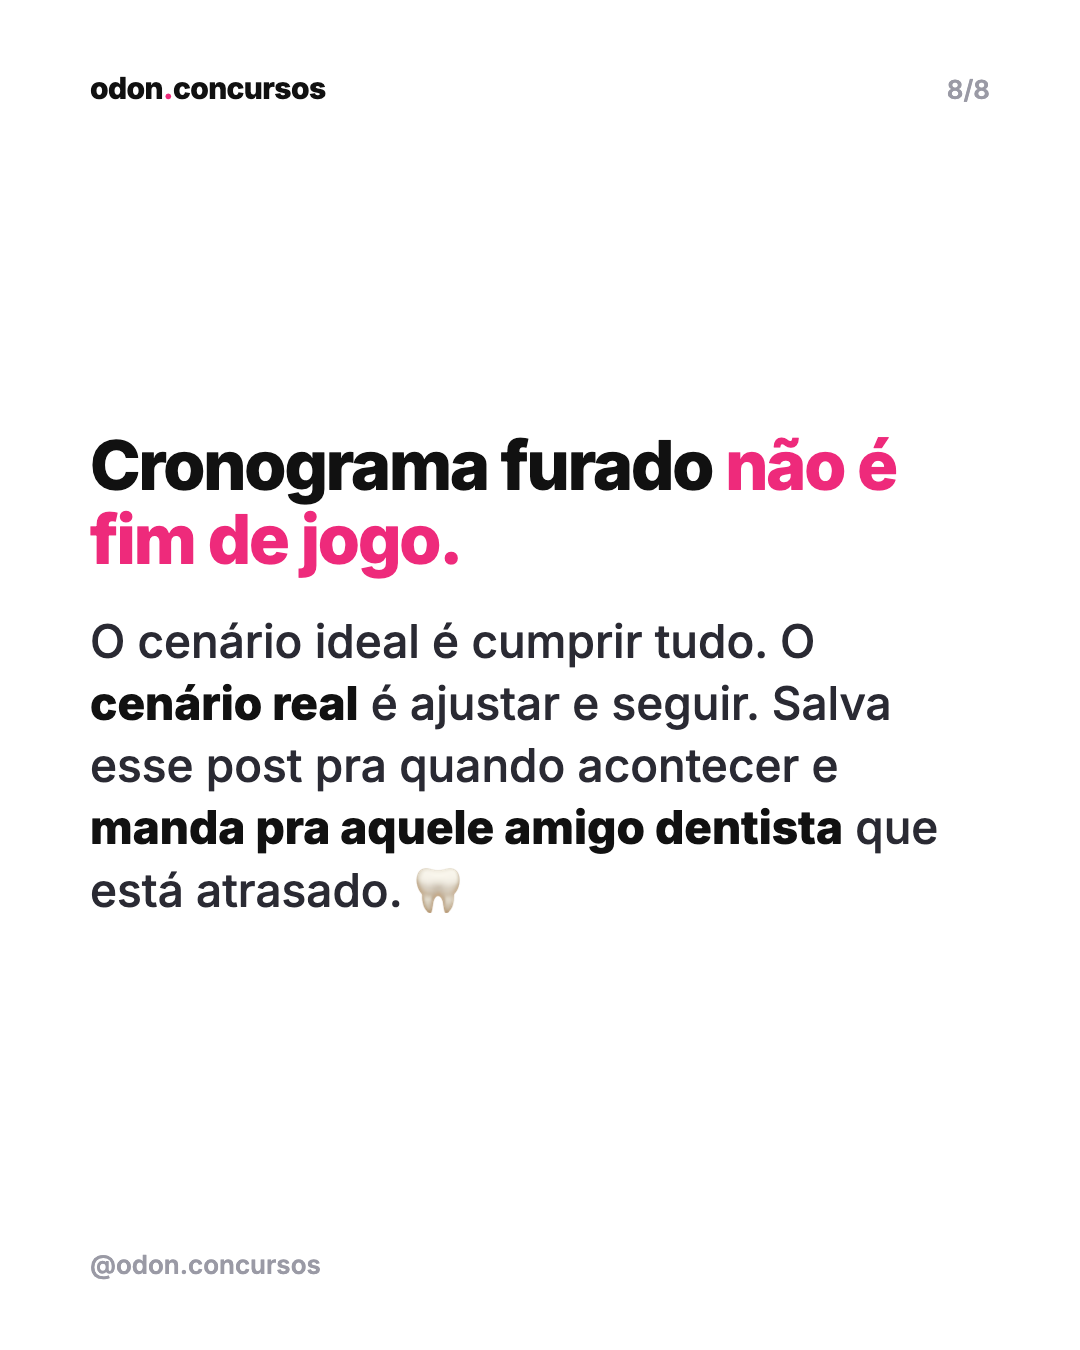 odon.concursos
8/8
Cronograma furado não é
fim de jogo.
O cenário ideal é cumprir tudo. O
cenário real é ajustar e seguir. Salva
esse post pra quando acontecer e
manda pra aquele amigo dentista que
está atrasado. 🦷
@odon.concursos